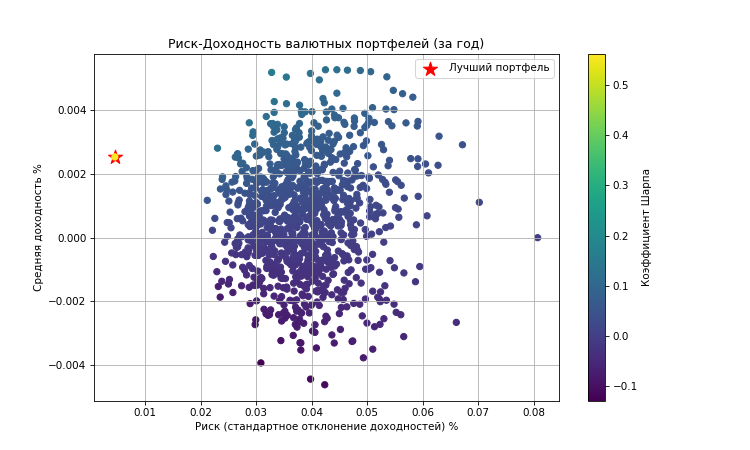 Риск-Доходность валютных портфелей (за год)
Лучший портфель
Средняя доходность %
0.004
0.002
0.000
−0.002
−0.004
0.01 0.02 0.03 0.04 0.05 0.06 0.07 0.08
Риск (стандартное отклонение доходностей) %
0.5
0.4
0.3
0.2
0.1
0.0
−0.1
Коэффициент Шарпа